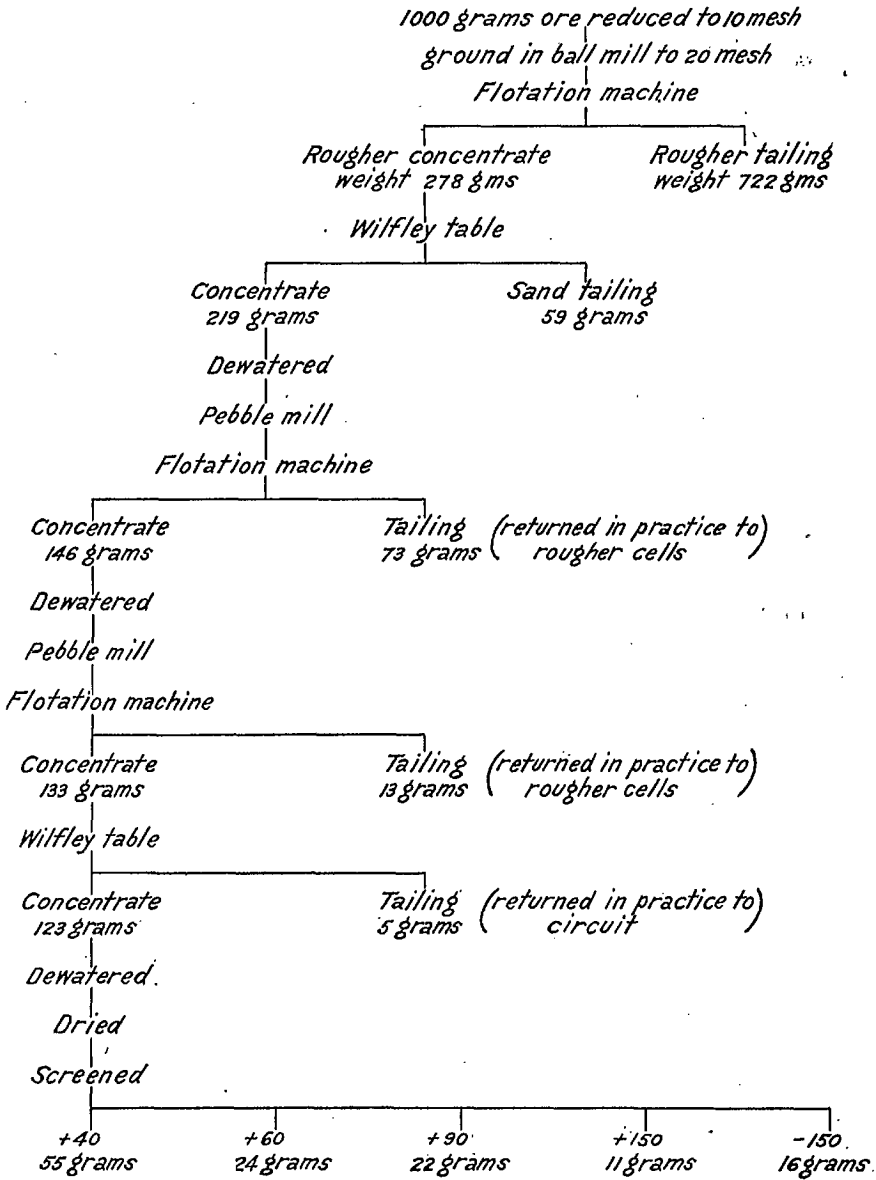 1000 grams ore reduced to 10 mesh
ground in ball mill to 20 mesh
Flotation machine
Rougher concentrate
weight 278 gms
Rougher tailing
weight 722 gms
Wilfley table
Concentrate
219 grams
Sand tailing
59 grams
Dewatered
Pebble mill
Flotation machine
Concentrate
146 grams
Tailing
73 grams
(returned in practice to
rougher cells)
Dewatered
Pebble mill
Flotation machine
Concentrate
133 grams
Tailing
13 grams
(returned in practice to
rougher cells)
Wilfley table
Concentrate
123 grams
Tailing
5 grams
(returned in practice to
circuit)
Dewatered.
Dried
Screened
+40
55 grams
+60
24 grams
+90
22 grams
+150
11 grams
-150
16 grams